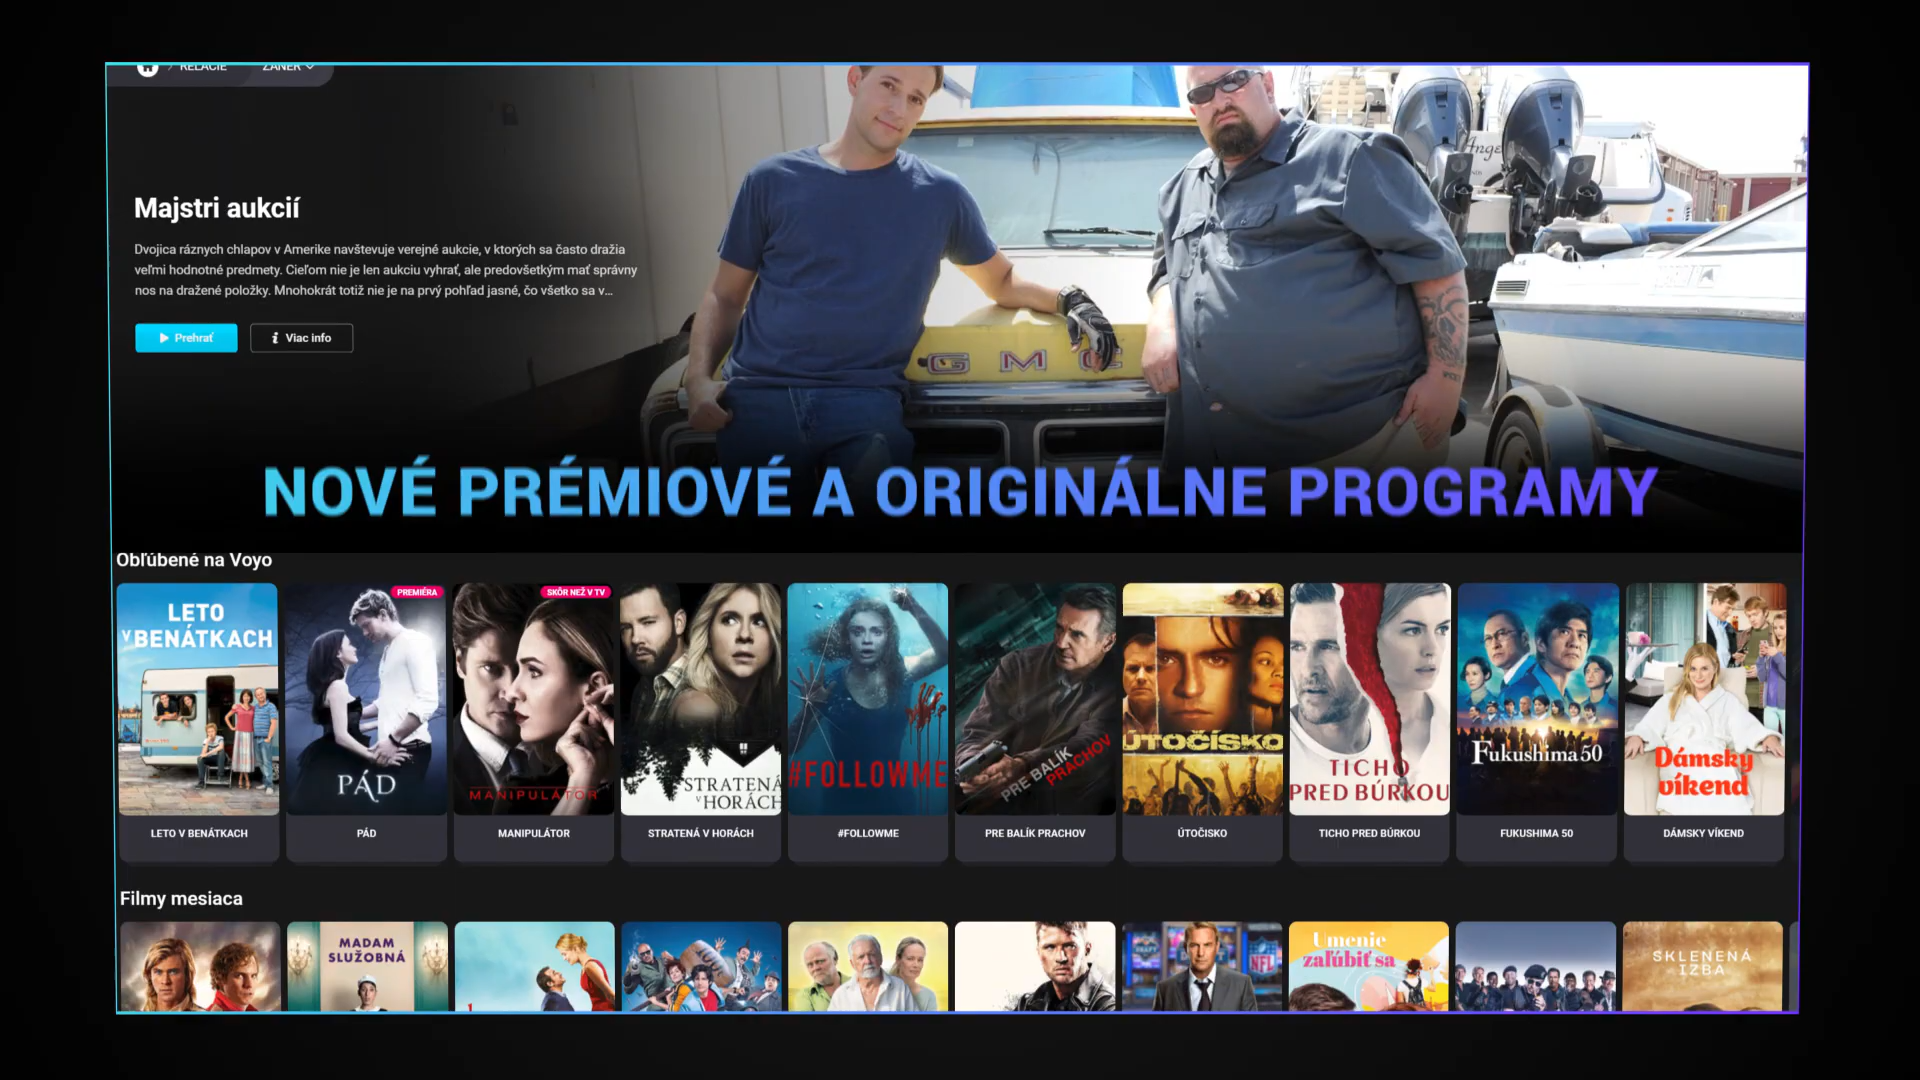 RELÁCIE ŽÁNER
Ange
Majstri aukcií
Dvojica ráznych chlapov v Amerike navštevuje verejné aukcie, v ktorých sa často dražia
veľmi hodnotné predmety. Cieľom nie je len aukciu vyhrať, ale predovšetkým mať správny
nos na dražené položky. Mnohokrát totiž nie je na prvý pohľad jasné, čo všetko sa v...
Prehrať
Viac info
GMC
NOVÉ PRÉMIOVÉ A ORIGINÁLNE PROGRAMY
Obľúbené na Voyo
LETO
V BENÁTKACH
PREMIÉRA
PÁD
SKÔR NEŽ V TV
MANIPULÁTOR
STRATENÁ
V HORÁCH
#FOLLOWME
PRE BALÍK
PRACHOV
ÚTOČISKO
TICHO
PRED BÚRKOU
Fukushima 50
Dámsky
víkend
LETO V BENÁTKACH
PÁD
MANIPULÁTOR
STRATENÁ V HORÁCH
#FOLLOWME
PRE BALÍK PRACHOV
ÚTOČISKO
TICHO PRED BÚRKOU
FUKUSHIMA 50
DÁMSKY VÍKEND
Filmy mesiaca
MADAM
SLUŽOBNÁ
DRAFT
NFL
Umenie
zaľúbiť sa
SKLENENÁ
IZBA